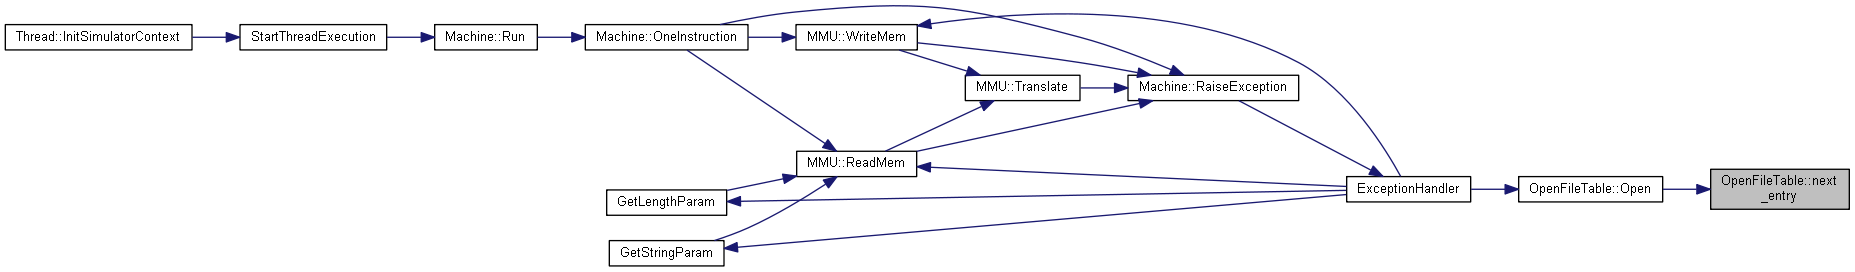 Thread::InitSimulatorContext
StartThreadExecution
Machine::Run
Machine::OneInstruction
MMU::WriteMem
MMU::Translate
Machine::RaiseException
MMU::ReadMem
GetLengthParam
GetStringParam
ExceptionHandler
OpenFileTable::Open
OpenFileTable::next
_entry